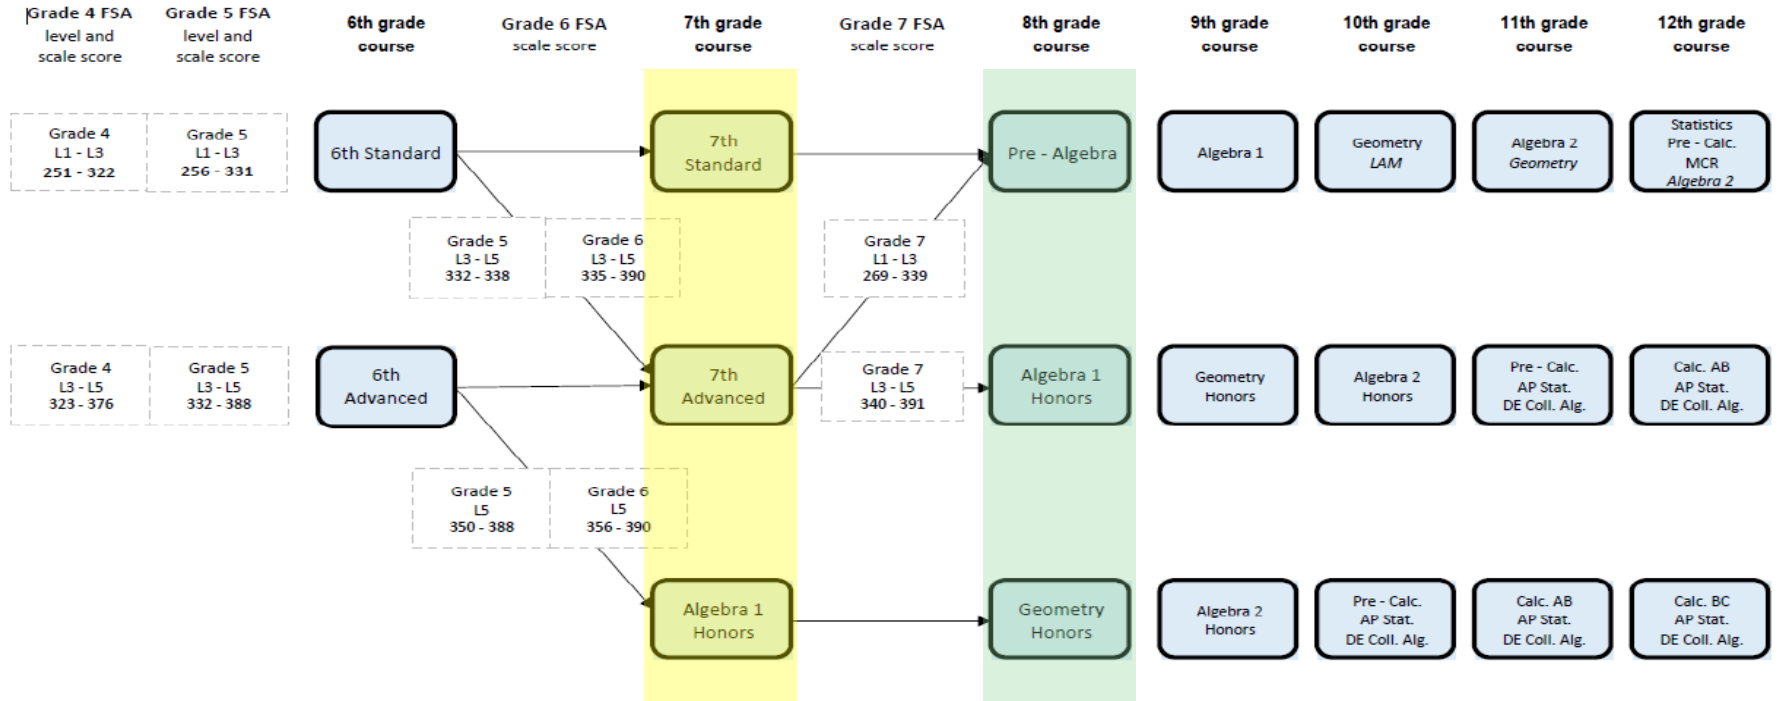 Grade 4 FSA
level and
scale score
Grade 5 FSA
level and
scale score
6th grade
course
Grade 6 FSA
scale score
7th grade
course
Grade 7 FSA
scale score
8th grade
course
9th grade
course
10th grade
course
11th grade
course
12th grade
course
Grade 4
L1 - L3
251 - 322
Grade 5
L1 - L3
256 - 331
6th Standard
7th
Standard
Pre - Algebra
Algebra 1
Geometry
LAM
Algebra 2
Geometry
Statistics
Pre - Calc.
MCR
Algebra 2
Grade 5
L3 - L5
332 - 338
Grade 6
L3 - L5
335 - 390
Grade 7
L1 - L3
269 - 339
Grade 4
L3 - L5
323 - 376
Grade 5
L3 - L5
332 - 388
6th
Advanced
7th
Advanced
Grade 7
L3 - L5
340 - 391
Algebra 1
Honors
Geometry
Honors
Algebra 2
Honors
Pre - Calc.
AP Stat.
DE Coll. Alg.
Calc. AB
AP Stat.
DE Coll. Alg.
Grade 5
L5
350 - 388
Grade 6
L5
356 - 390
Algebra 1
Honors
Geometry
Honors
Algebra 2
Honors
Pre - Calc.
AP Stat.
DE Coll. Alg.
Calc. AB
AP Stat.
DE Coll. Alg.
Calc. BC
AP Stat.
DE Coll. Alg.